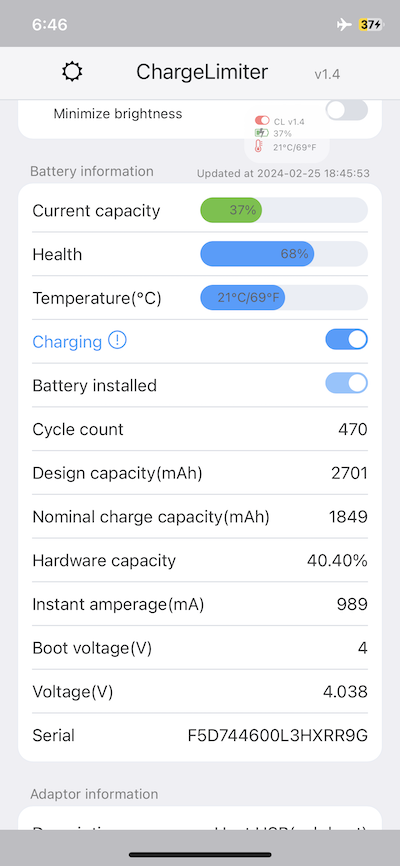 6:46
37
ChargeLimiter v1.4
Minimize brightness
CL v1.4
37%
21°C/69°F
Battery information Updated at 2024-02-25 18:45:53
Current capacity 37%
Health 68%
Temperature(°C) 21°C/69°F
Charging
Battery installed
Cycle count 470
Design capacity(mAh) 2701
Nominal charge capacity(mAh) 1849
Hardware capacity 40.40%
Instant amperage(mA) 989
Boot voltage(V) 4
Voltage(V) 4.038
Serial F5D744600L3HXRR9G
Adaptor information